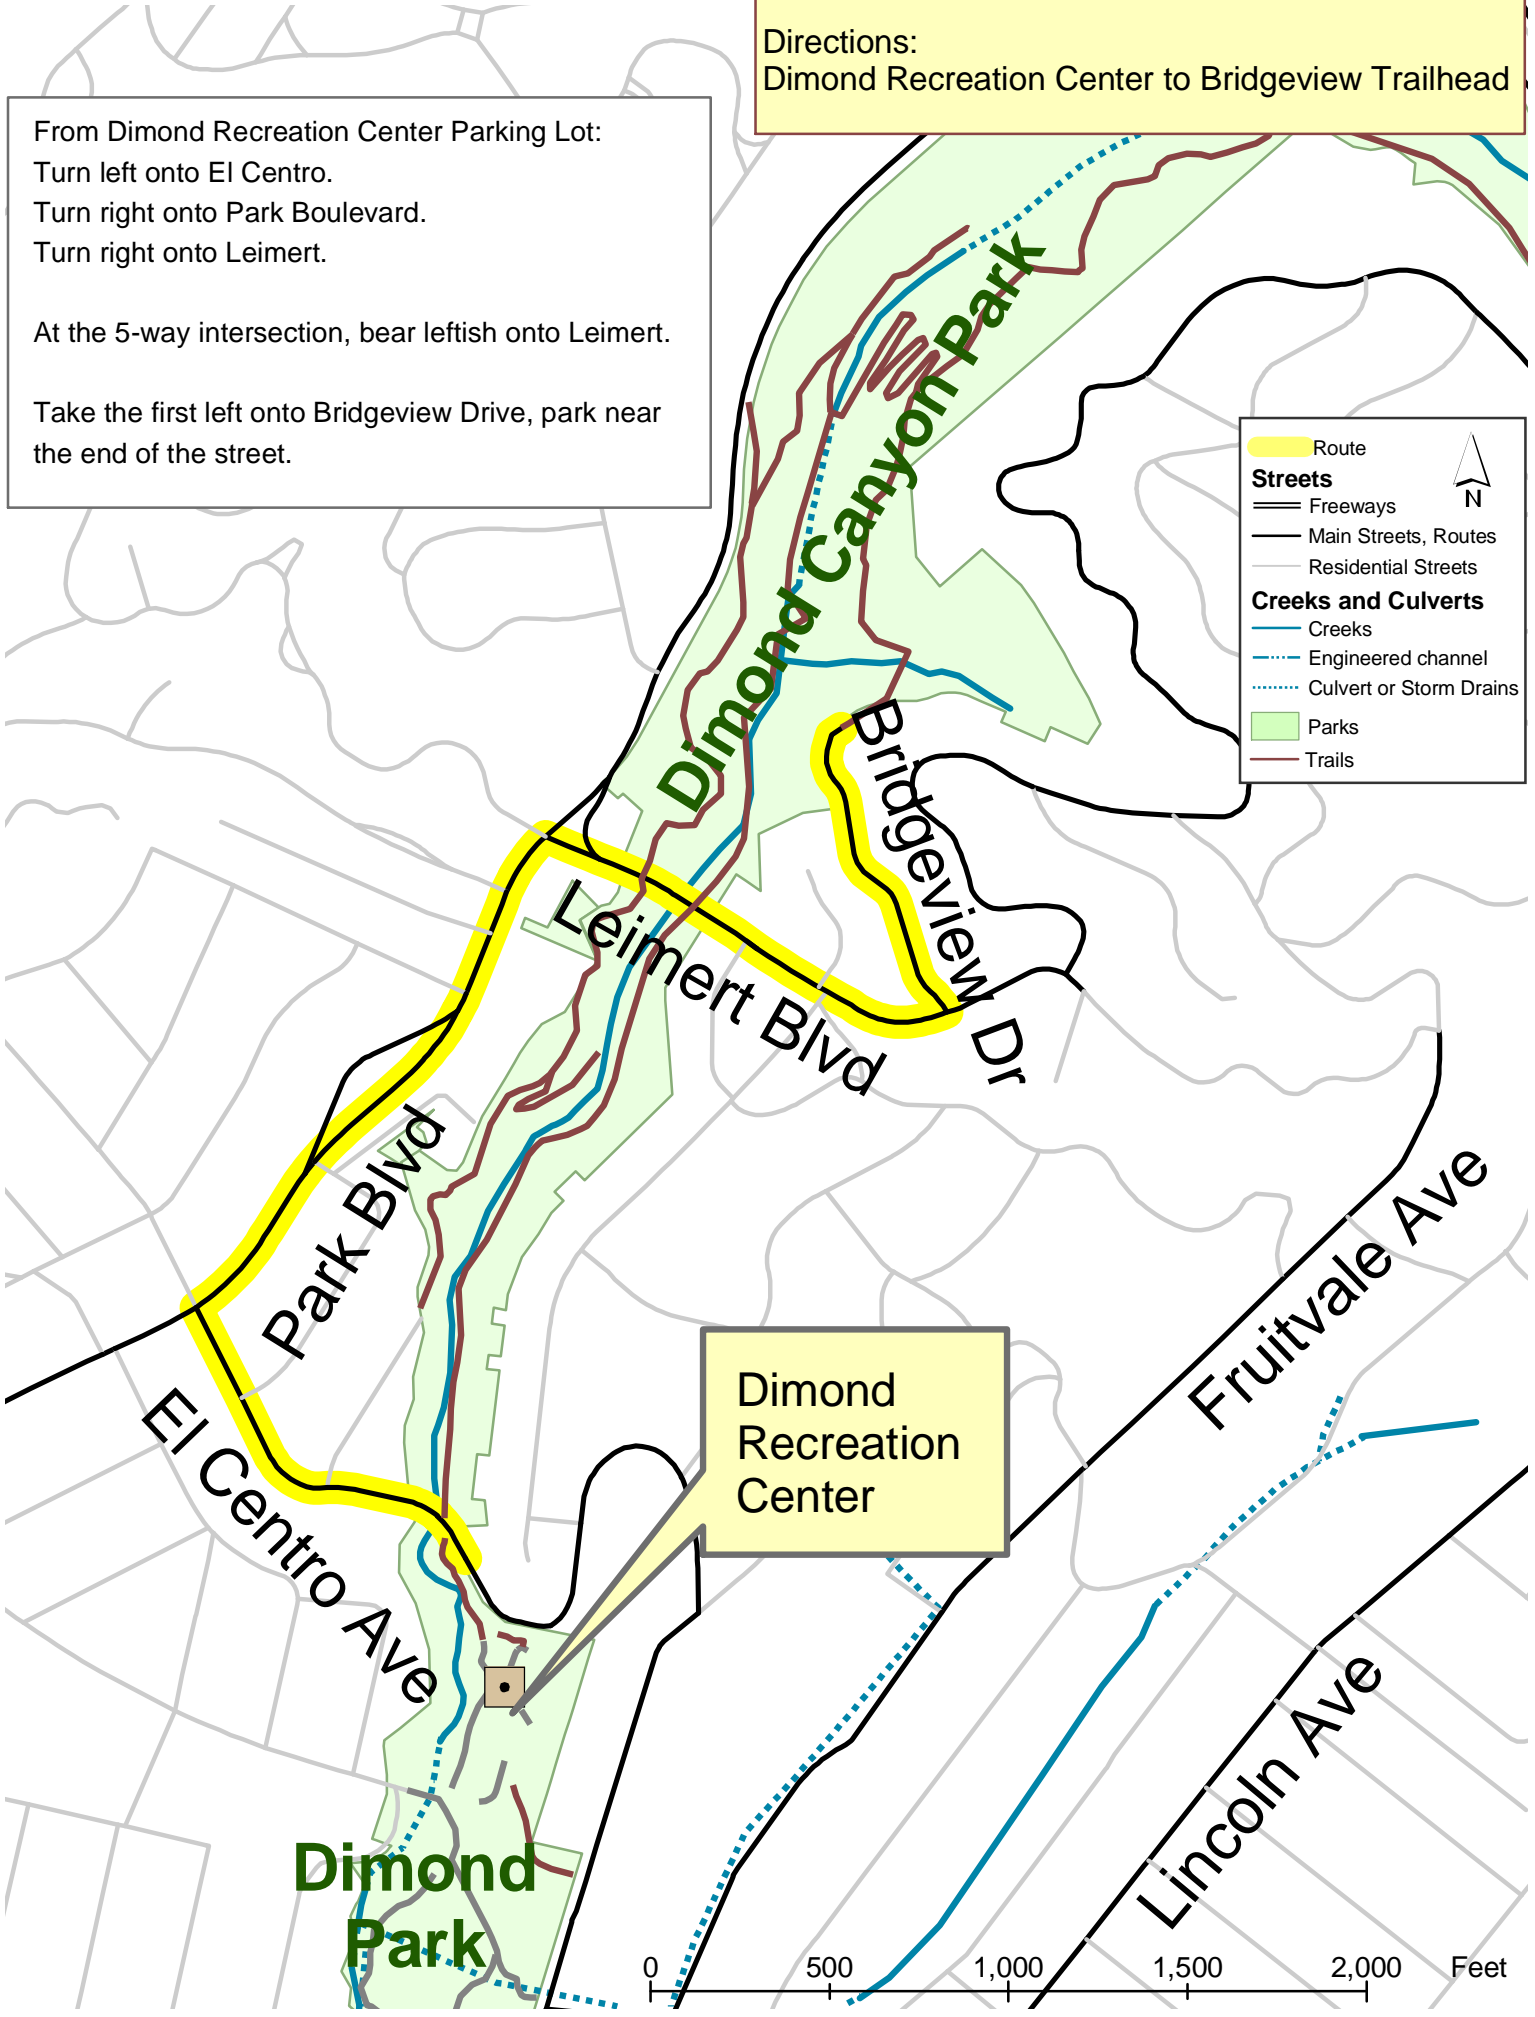 Directions:
Dimond Recreation Center to Bridgeview Trailhead
From Dimond Recreation Center Parking Lot:
Turn left onto El Centro.
Turn right onto Park Boulevard.
Turn right onto Leimert.
At the 5-way intersection, bear leftish onto Leimert.
Take the first left onto Bridgeview Drive, park near
the end of the street.
Dimond Canyon Park
Route
N
Streets
Freeways
Main Streets, Routes
Residential Streets
Creeks and Culverts
Creeks
Engineered channel
Culvert or Storm Drains
Parks
Trails
Bridgeview Dr
Leimert Blvd
Park Blvd
Fruitvale Ave
El Centro Ave
Dimond
Recreation
Center
Lincoln Ave
Dimond
Park
0 500 1,000 1,500 2,000 Feet